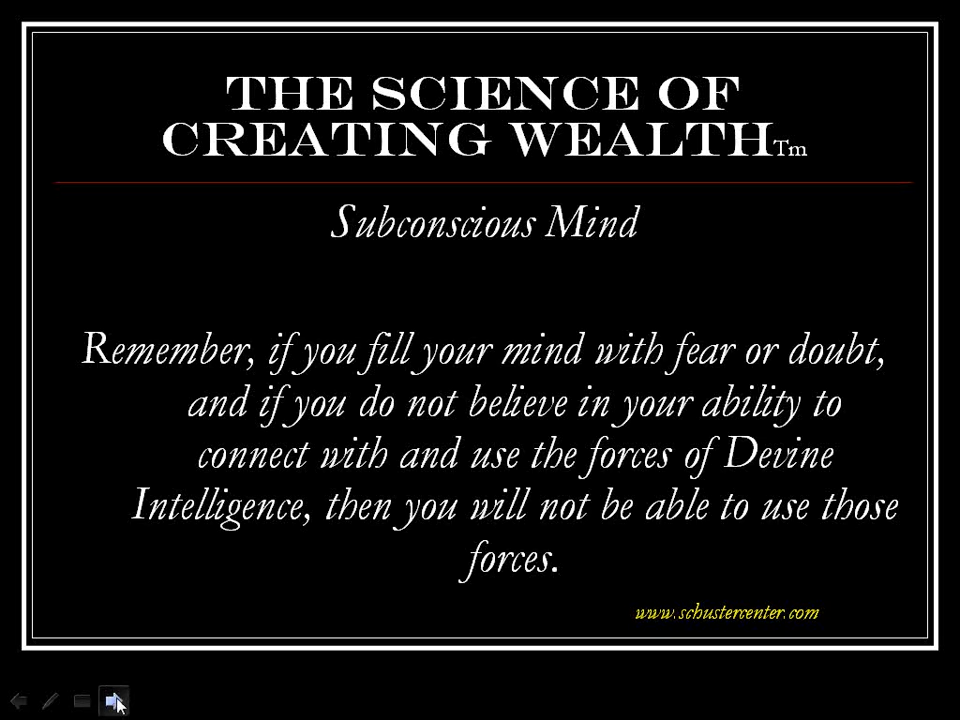 THE SCIENCE OF
CREATING WEALTHTm
Subconscious Mind
Remember, if you fill your mind with fear or doubt,
and if you do not believe in your ability to
connect with and use the forces of Devine
Intelligence, then you will not be able to use those
forces.
www.schustercenter.com